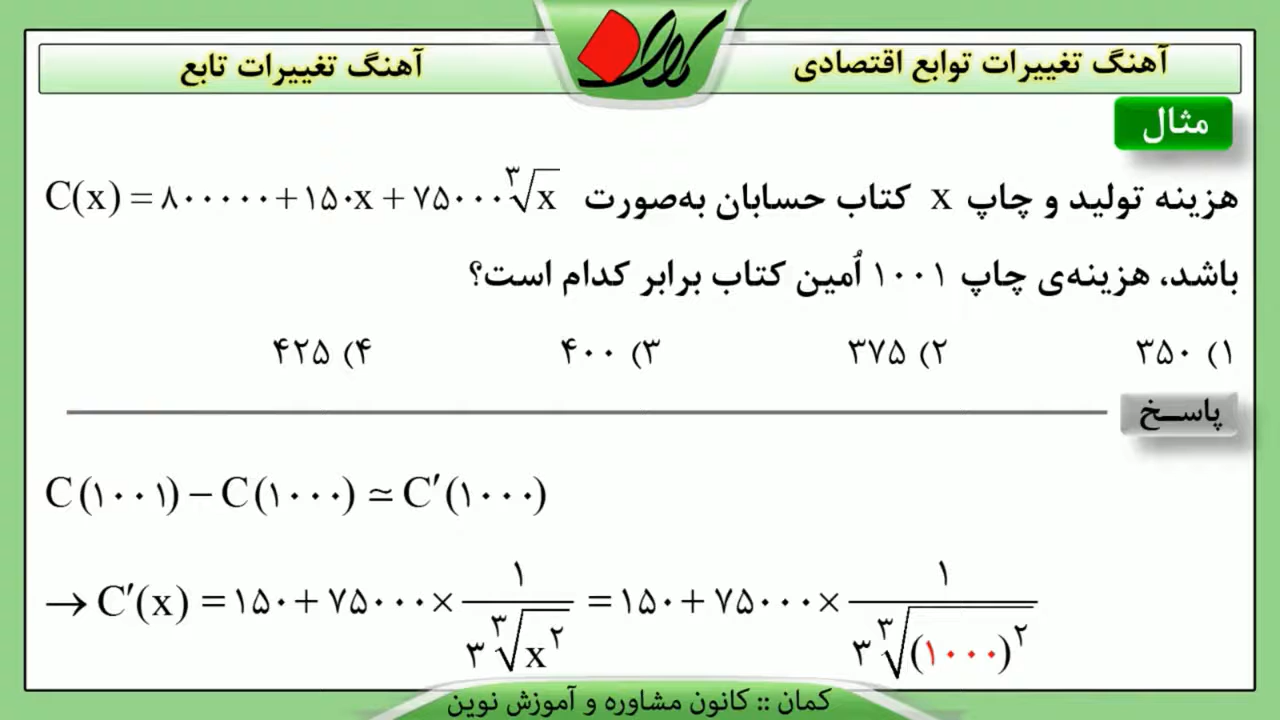 آهنگ تغییرات توابع اقتصادی
آهنگ تغییرات تابع
مثال
هزینه تولید و چاپ x کتاب حسابان به‌صورت C(x) = ۸۰۰۰۰۰ + ۱۵۰x + ۷۵۰۰۰ ∛x
باشد، هزینه‌ی چاپ ۱۰۰۱ اُمین کتاب برابر کدام است؟
۱) ۳۵۰ ۲) ۳۷۵ ۳) ۴۰۰ ۴) ۴۲۵
پاسخ
C(۱۰۰۱) − C(۱۰۰۰) ≃ C′(۱۰۰۰)
→ C′(x) = ۱۵۰ + ۷۵۰۰۰ × ۱/(۳∛x^۲) = ۱۵۰ + ۷۵۰۰۰ × ۱/(۳∛(۱۰۰۰)^۲)
کمان :: کانون مشاوره و آموزش نوین